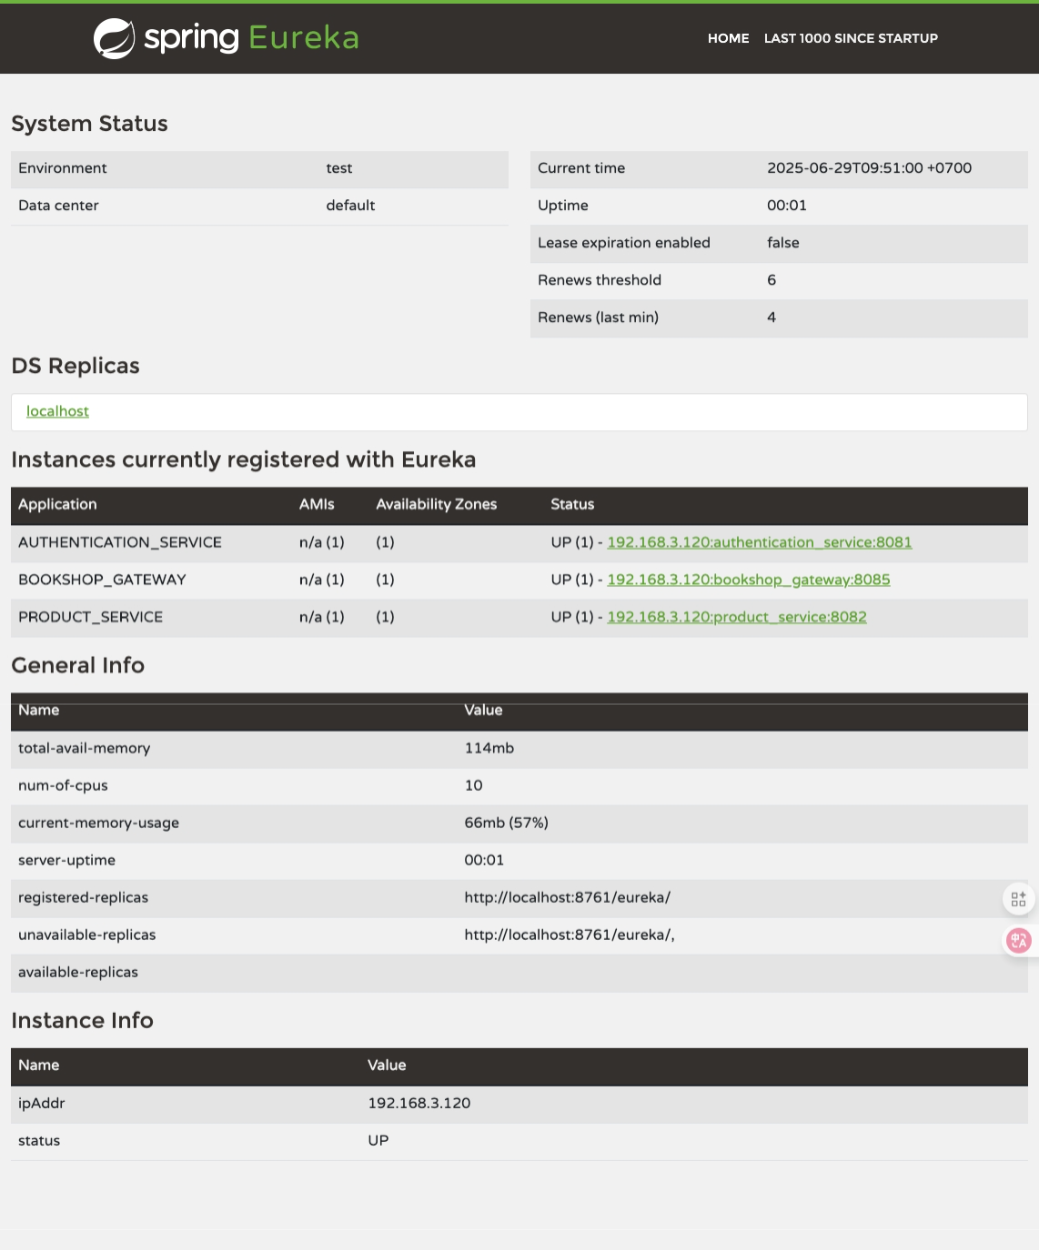 spring Eureka
HOME LAST 1000 SINCE STARTUP
System Status
Environment test
Data center default
Current time 2025-06-29T09:51:00 +0700
Uptime 00:01
Lease expiration enabled false
Renews threshold 6
Renews (last min) 4
DS Replicas
localhost
Instances currently registered with Eureka
Application AMIs Availability Zones Status
AUTHENTICATION_SERVICE n/a (1) (1) UP (1) - 192.168.3.120:authentication_service:8081
BOOKSHOP_GATEWAY n/a (1) (1) UP (1) - 192.168.3.120:bookshop_gateway:8085
PRODUCT_SERVICE n/a (1) (1) UP (1) - 192.168.3.120:product_service:8082
General Info
Name Value
total-avail-memory 114mb
num-of-cpus 10
current-memory-usage 66mb (57%)
server-uptime 00:01
registered-replicas http://localhost:8761/eureka/
unavailable-replicas http://localhost:8761/eureka/,
available-replicas
Instance Info
Name Value
ipAddr 192.168.3.120
status UP